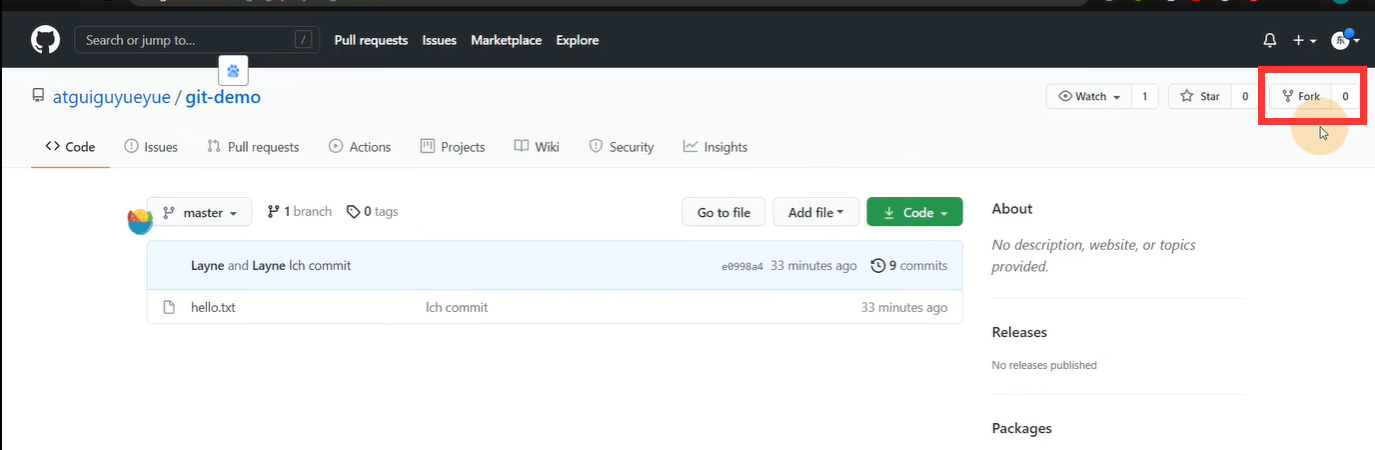 Search or jump to... / Pull requests Issues Marketplace Explore 东
atguiguyueyue / git-demo Watch 1 Star 0 Fork 0
Code Issues Pull requests Actions Projects Wiki Security Insights
master 1 branch 0 tags Go to file Add file Code
Layne and Layne lch commit e0998a4 33 minutes ago 9 commits
hello.txt lch commit 33 minutes ago
About
No description, website, or topics
provided.
Releases
No releases published
Packages